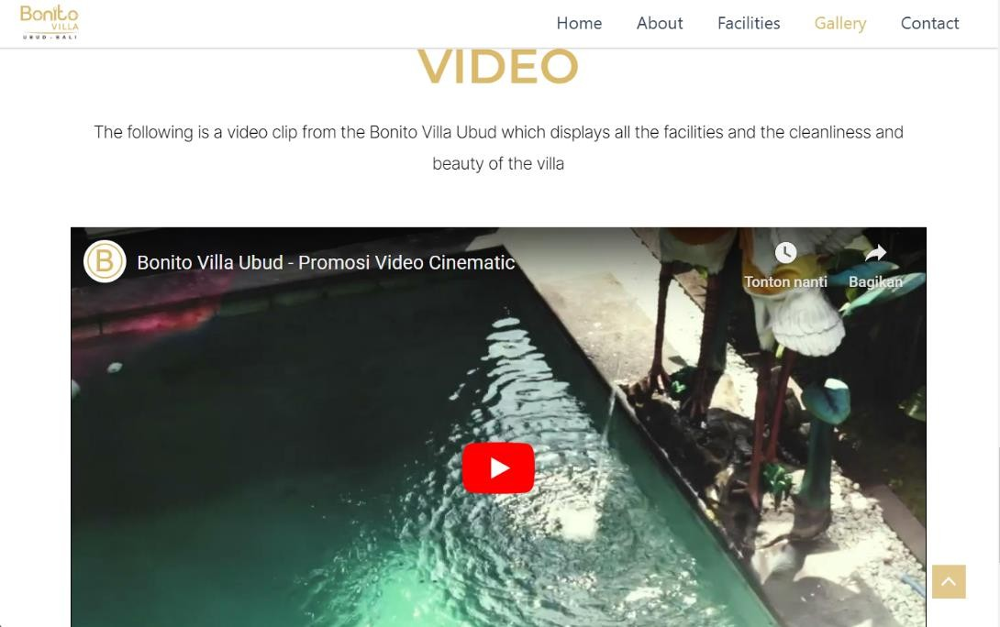 Bonito
VILLA
UBUD - BALI
Home About Facilities Gallery Contact
VIDEO
The following is a video clip from the Bonito Villa Ubud which displays all the facilities and the cleanliness and
beauty of the villa
B Bonito Villa Ubud - Promosi Video Cinematic
Tonton nanti Bagikan